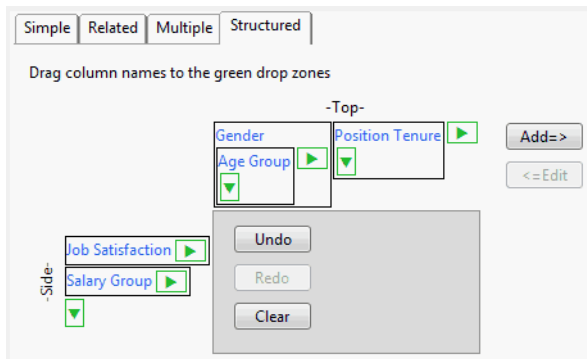 Simple Related Multiple Structured
Drag column names to the green drop zones
-Top-
Gender Position Tenure Add=>
Age Group
<=Edit
Undo
Job Satisfaction
-Side-
Salary Group Redo
Clear